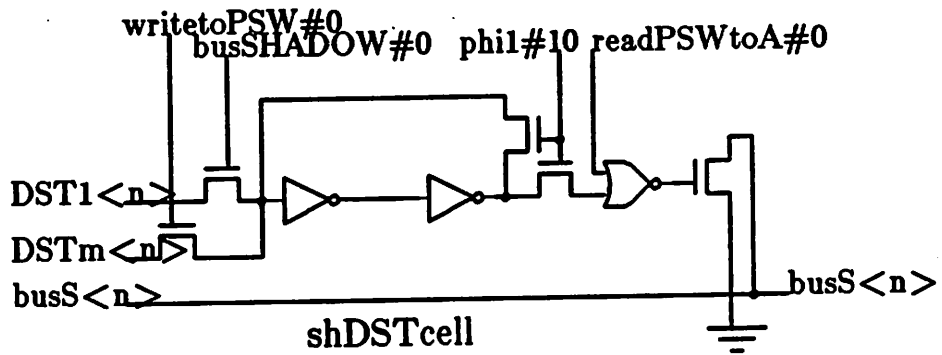 writetoPSW#0
busSHADOW#0 phi1#10 readPSWtoA#0
DST1<n>
DSTm<n>
busS<n> busS<n>
shDSTcell